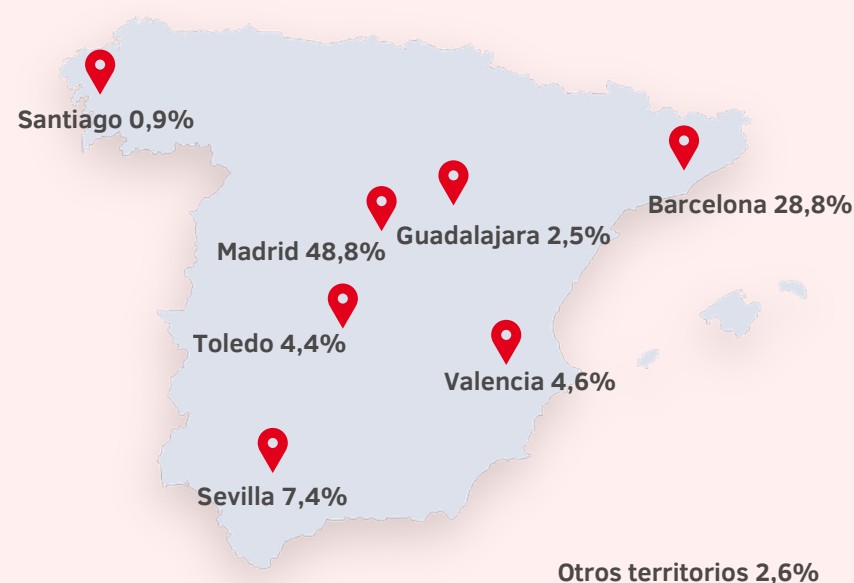 Santiago 0,9%
Barcelona 28,8%
Guadalajara 2,5%
Madrid 48,8%
Toledo 4,4%
Valencia 4,6%
Sevilla 7,4%
Otros territorios 2,6%